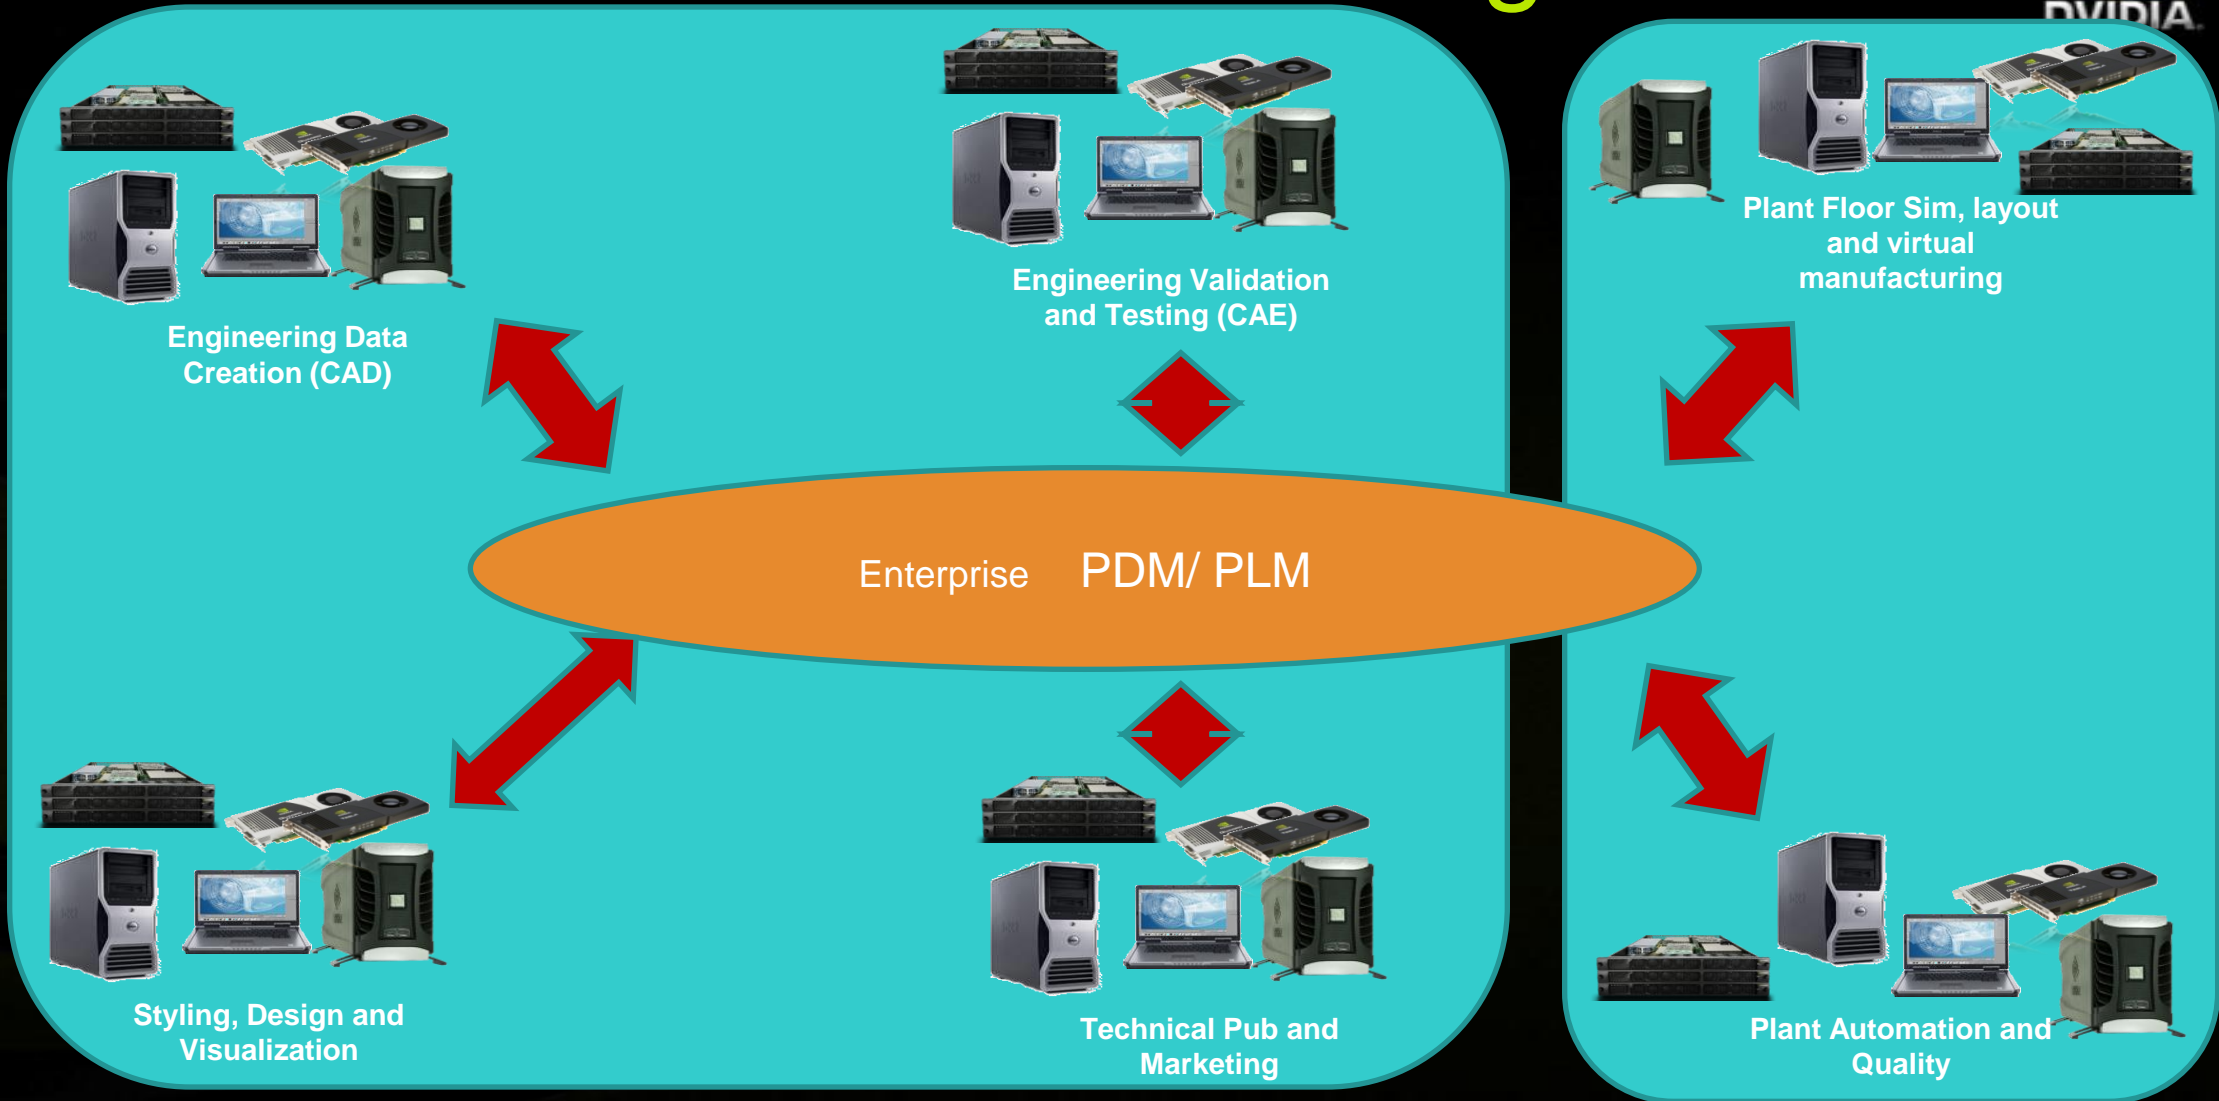 NVIDIA.
Engineering Data
Creation (CAD)
Engineering Validation
and Testing (CAE)
Plant Floor Sim, layout
and virtual
manufacturing
Enterprise PDM/ PLM
Styling, Design and
Visualization
Technical Pub and
Marketing
Plant Automation and
Quality